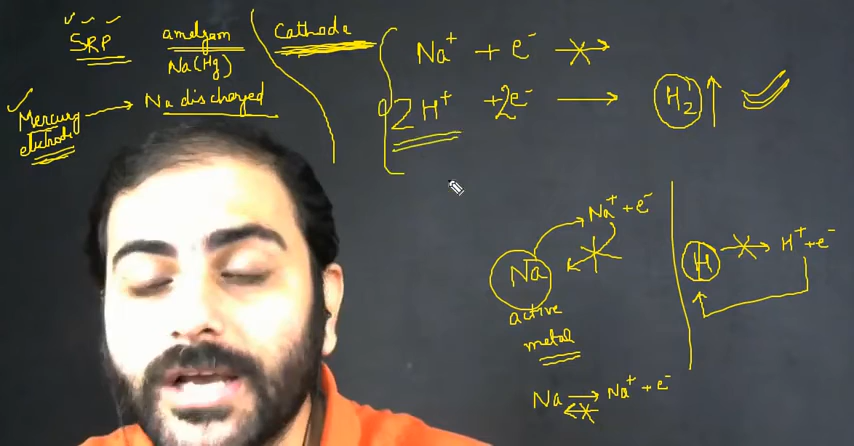 SRP
amalgam
Na(Hg)
Mercury electrode → Na discharged
Cathode
Na⁺ + e⁻ →
2H⁺ + 2e⁻ → H₂ ↑
Na → Na⁺ + e⁻
active
metal
Na ⇌ Na⁺ + e⁻
H → H⁺ + e⁻